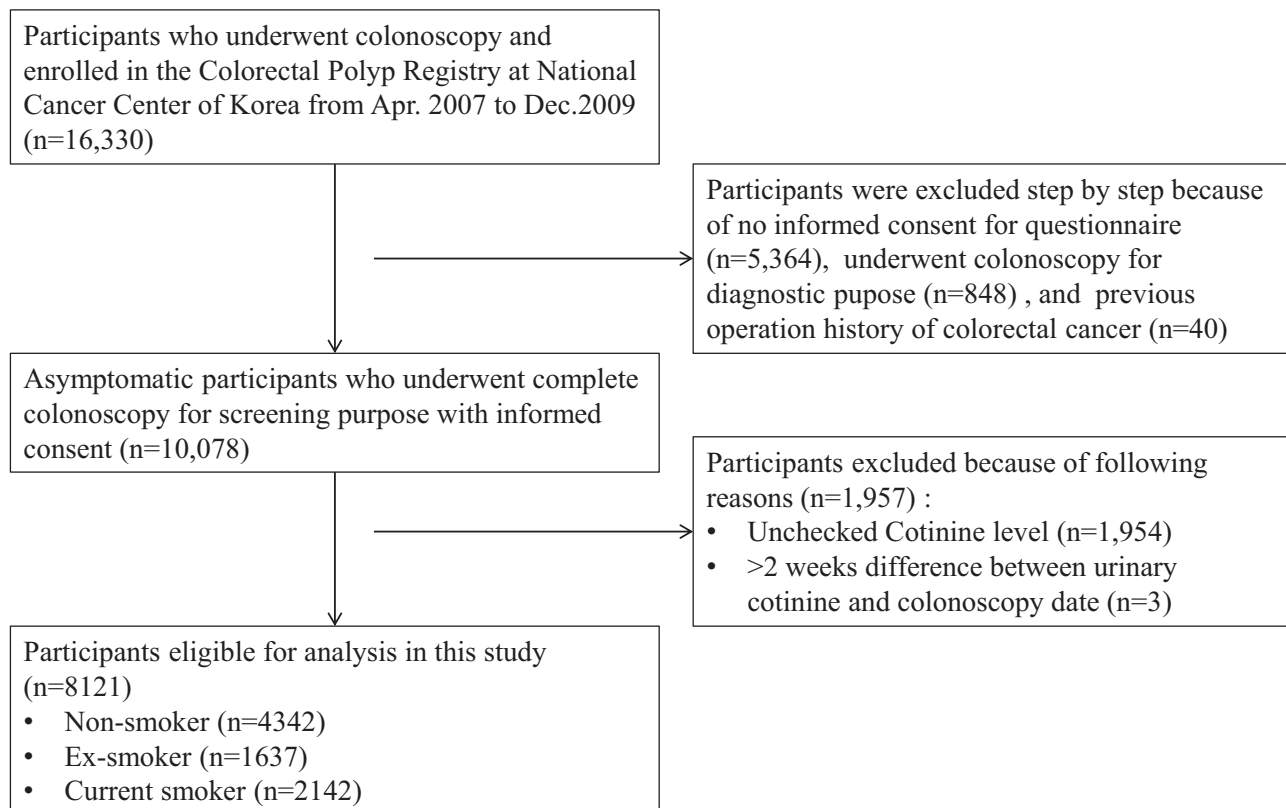 Participants who underwent colonoscopy and
enrolled in the Colorectal Polyp Registry at National
Cancer Center of Korea from Apr. 2007 to Dec.2009
(n=16,330)
Participants were excluded step by step because
of no informed consent for questionnaire
(n=5,364), underwent colonoscopy for
diagnostic pupose (n=848) , and previous
operation history of colorectal cancer (n=40)
Asymptomatic participants who underwent complete
colonoscopy for screening purpose with informed
consent (n=10,078)
Participants excluded because of following
reasons (n=1,957) :
• Unchecked Cotinine level (n=1,954)
• >2 weeks difference between urinary
cotinine and colonoscopy date (n=3)
Participants eligible for analysis in this study
(n=8121)
• Non-smoker (n=4342)
• Ex-smoker (n=1637)
• Current smoker (n=2142)